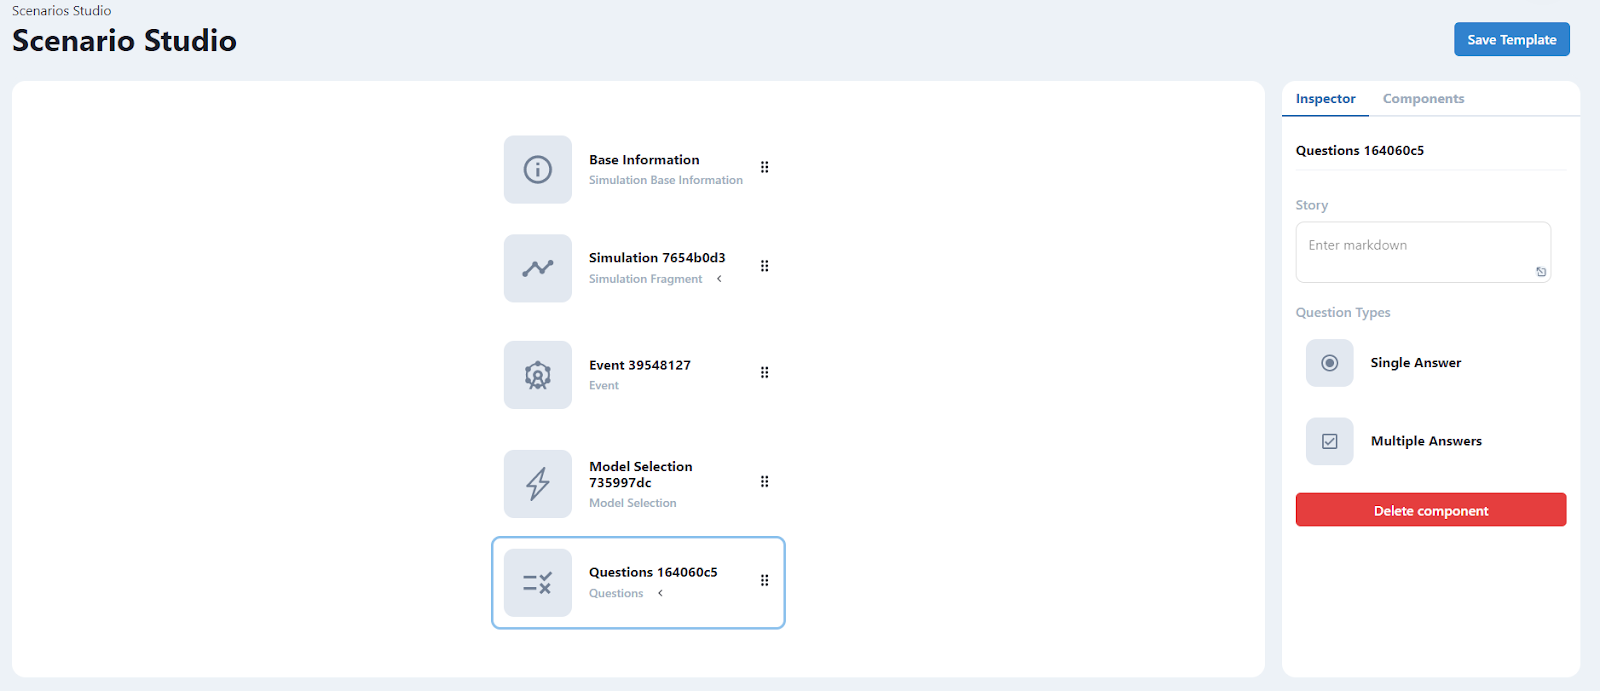 Scenarios Studio
Scenario Studio
Save Template
Base Information
Simulation Base Information
Simulation 7654b0d3
Simulation Fragment
Event 39548127
Event
Model Selection
735997dc
Model Selection
Questions 164060c5
Questions
Inspector
Components
Questions 164060c5
Story
Enter markdown
Question Types
Single Answer
Multiple Answers
Delete component